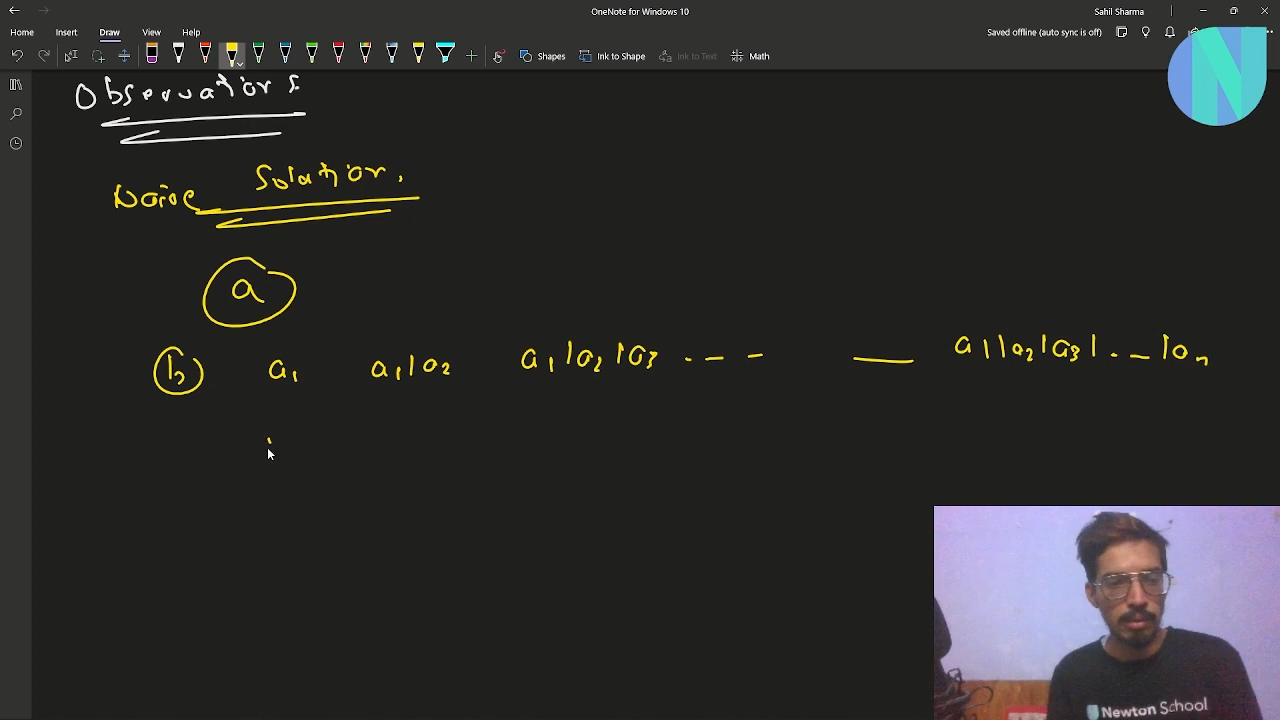 OneNote for Windows 10
Sahil Sharma
Home Insert Draw View Help
Saved offline (auto sync is off)
Shapes Ink to Shape Ink to Text Math
Observations
Naive Solution.
a
b a1 a1|a2 a1|a2|a3 . - - — a1||a2|a3|. - |an
Newton School